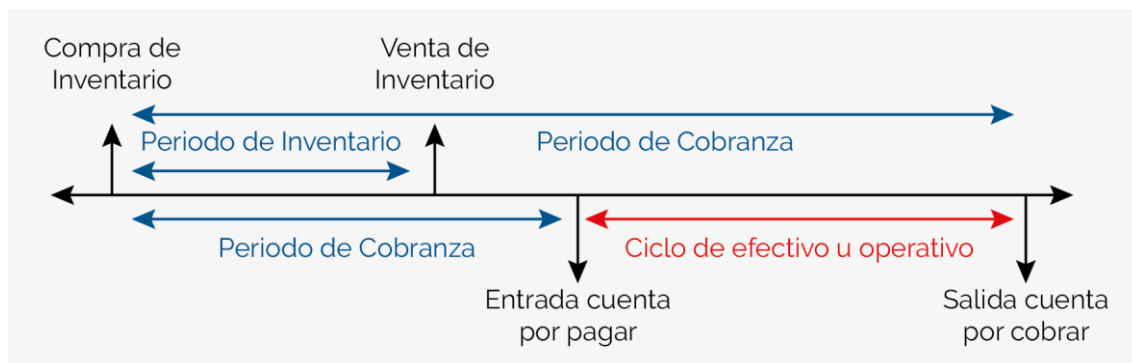 Compra de
Inventario
Venta de
Inventario
Periodo de Inventario
Periodo de Cobranza
Periodo de Cobranza
Ciclo de efectivo u operativo
Entrada cuenta
por pagar
Salida cuenta
por cobrar